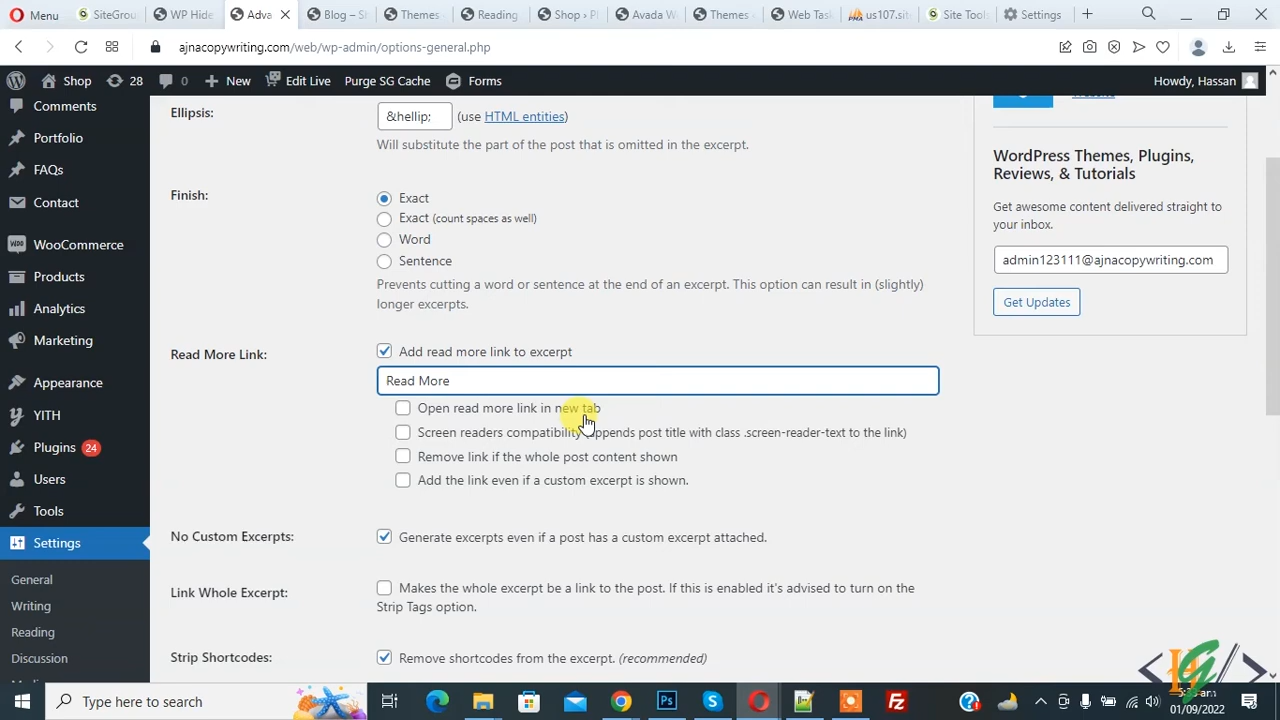 Menu
SiteGrou
WP Hide
Adva
Blog – Sh
Themes
Reading
Shop › Pl
Avada W
Themes
Web Task
us107.site
Site Tools
Settings
ajnacopywriting.com/web/wp-admin/options-general.php
Shop
28
0
New
Edit Live
Purge SG Cache
Forms
Howdy, Hassan
Comments
Portfolio
FAQs
Contact
WooCommerce
Products
Analytics
Marketing
Appearance
YITH
Plugins 24
Users
Tools
Settings
General
Writing
Reading
Discussion
Ellipsis:
&hellip;
(use HTML entities)
Will substitute the part of the post that is omitted in the excerpt.
Finish:
Exact
Exact (count spaces as well)
Word
Sentence
Prevents cutting a word or sentence at the end of an excerpt. This option can result in (slightly)
longer excerpts.
Read More Link:
Add read more link to excerpt
Read More
Open read more link in new tab
Screen readers compatibility (appends post title with class .screen-reader-text to the link)
Remove link if the whole post content shown
Add the link even if a custom excerpt is shown.
No Custom Excerpts:
Generate excerpts even if a post has a custom excerpt attached.
Link Whole Excerpt:
Makes the whole excerpt be a link to the post. If this is enabled it's advised to turn on the
Strip Tags option.
Strip Shortcodes:
Remove shortcodes from the excerpt. (recommended)
WordPress Themes, Plugins,
Reviews, & Tutorials
Get awesome content delivered straight to
your inbox.
admin123111@ajnacopywriting.com
Get Updates
Type here to search
01/09/2022